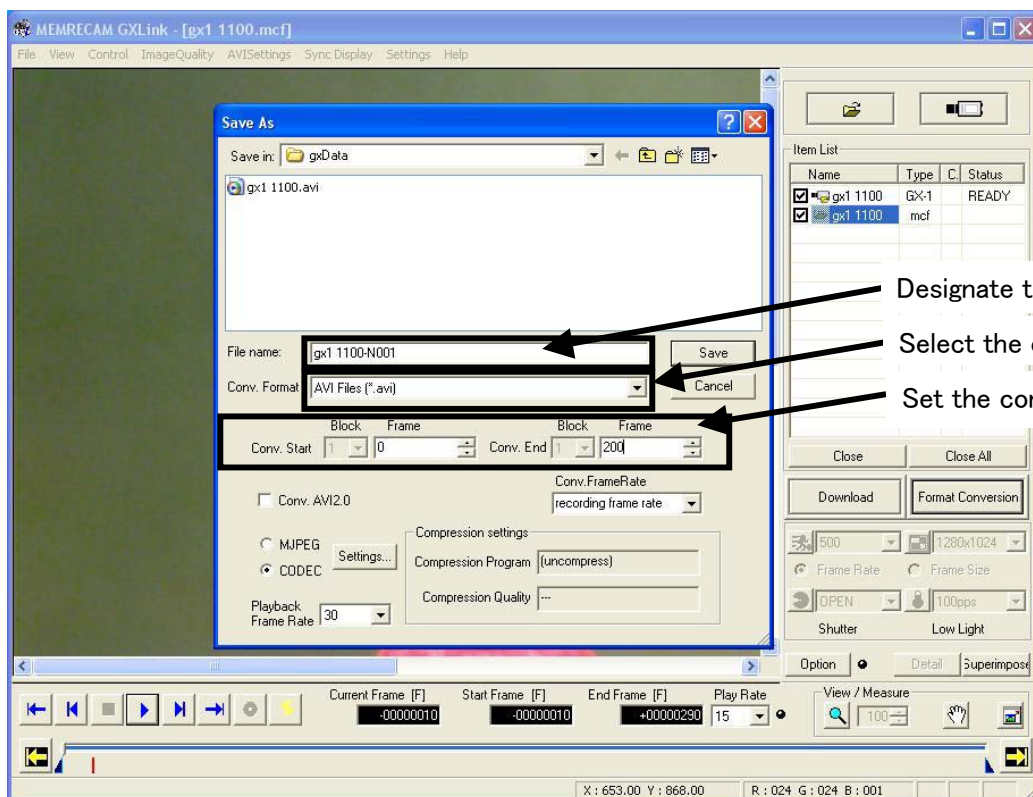 MEMRECAM GXLink - [gx1 1100.mcf]
File View Control ImageQuality AVISettings Sync Display Settings Help
Save As
Save in: gxData
gx1 1100.avi
File name: gx1 1100-N001 Save
Conv. Format AVI Files (*.avi) Cancel
Block Frame Block Frame
Conv. Start 1 0 Conv. End 1 200
Conv. AVI2.0
Conv.FrameRate
recording frame rate
MJPEG
CODEC
Settings...
Compression settings
Compression Program (uncompress)
Compression Quality ---
Playback
Frame Rate 30
Item List
Name Type C. Status
gx1 1100 GX-1 READY
gx1 1100 mcf
Designate t
Select the
Set the cor
Close Close All
Download Format Conversion
500 1280x1024
Frame Rate Frame Size
OPEN 100pps
Shutter Low Light
Option Detail Superimpose
Current Frame [F] Start Frame [F] End Frame [F] Play Rate
-00000010 -00000010 +00000290 15
View / Measure
100
X : 653.00 Y : 868.00 R : 024 G : 024 B : 001